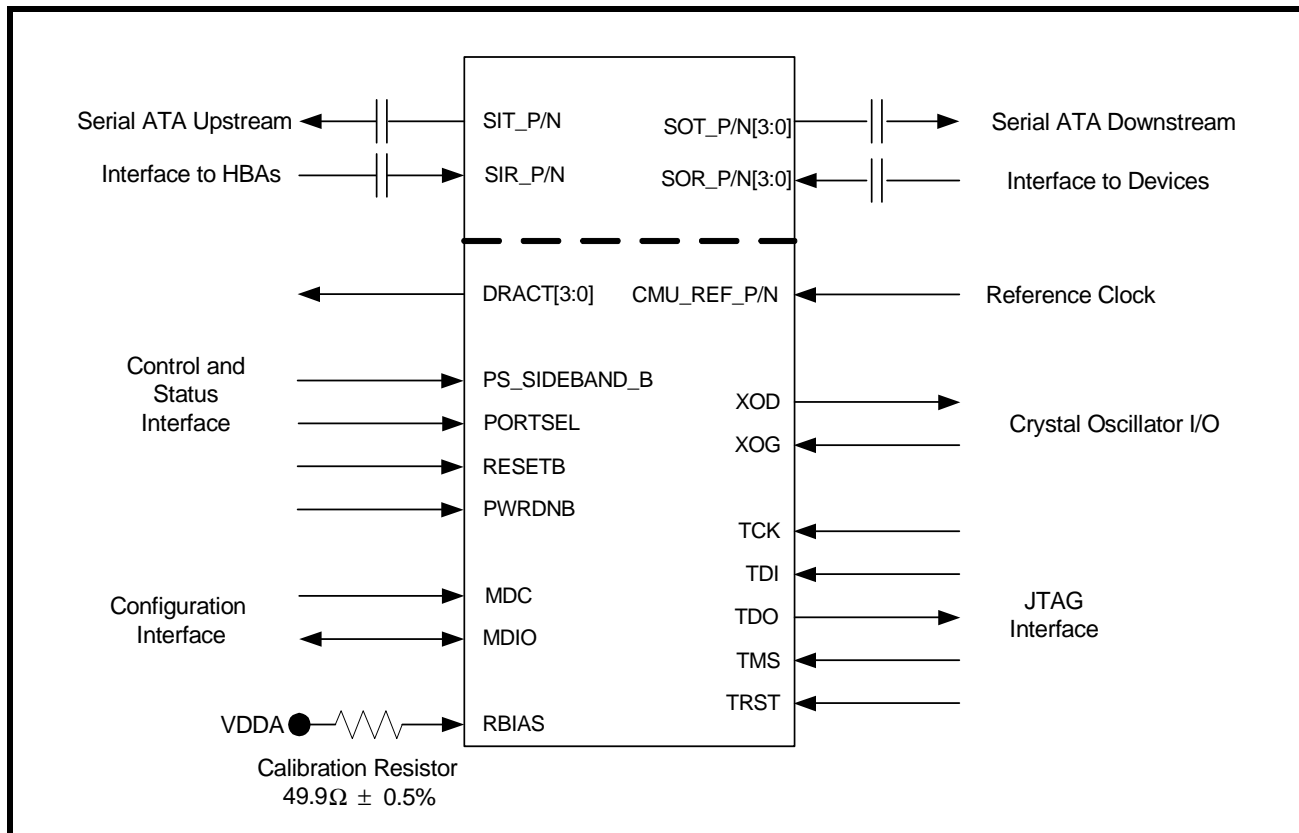 Serial ATA Upstream
SIT_P/N
SOT_P/N[3:0]
Serial ATA Downstream
Interface to HBAs
SIR_P/N
SOR_P/N[3:0]
Interface to Devices
DRACT[3:0]
CMU_REF_P/N
Reference Clock
Control and
Status
Interface
PS_SIDEBAND_B
PORTSEL
RESETB
PWRDNB
XOD
XOG
Crystal Oscillator I/O
Configuration
Interface
MDC
MDIO
TCK
TDI
TDO
TMS
TRST
JTAG
Interface
VDDA
RBIAS
Calibration Resistor
49.9Ω ± 0.5%